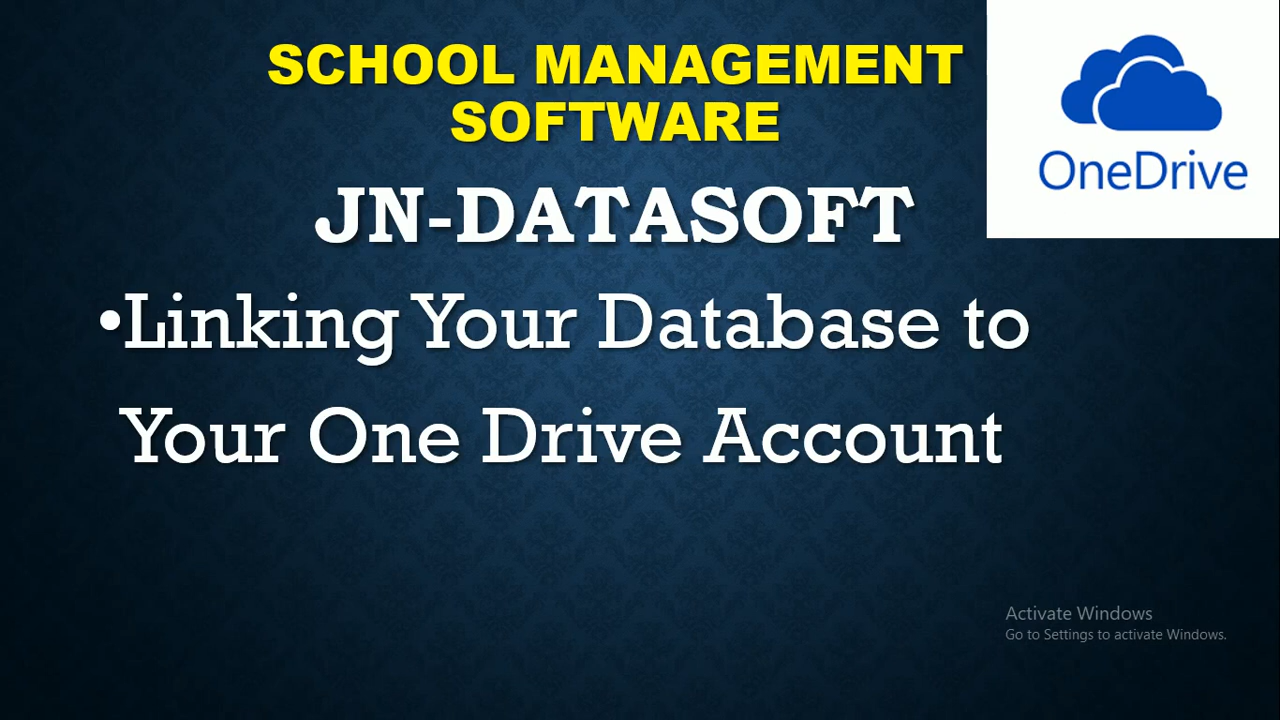 SCHOOL MANAGEMENT
SOFTWARE
OneDrive
JN-DATASOFT
•Linking Your Database to
Your One Drive Account
Activate Windows
Go to Settings to activate Windows.